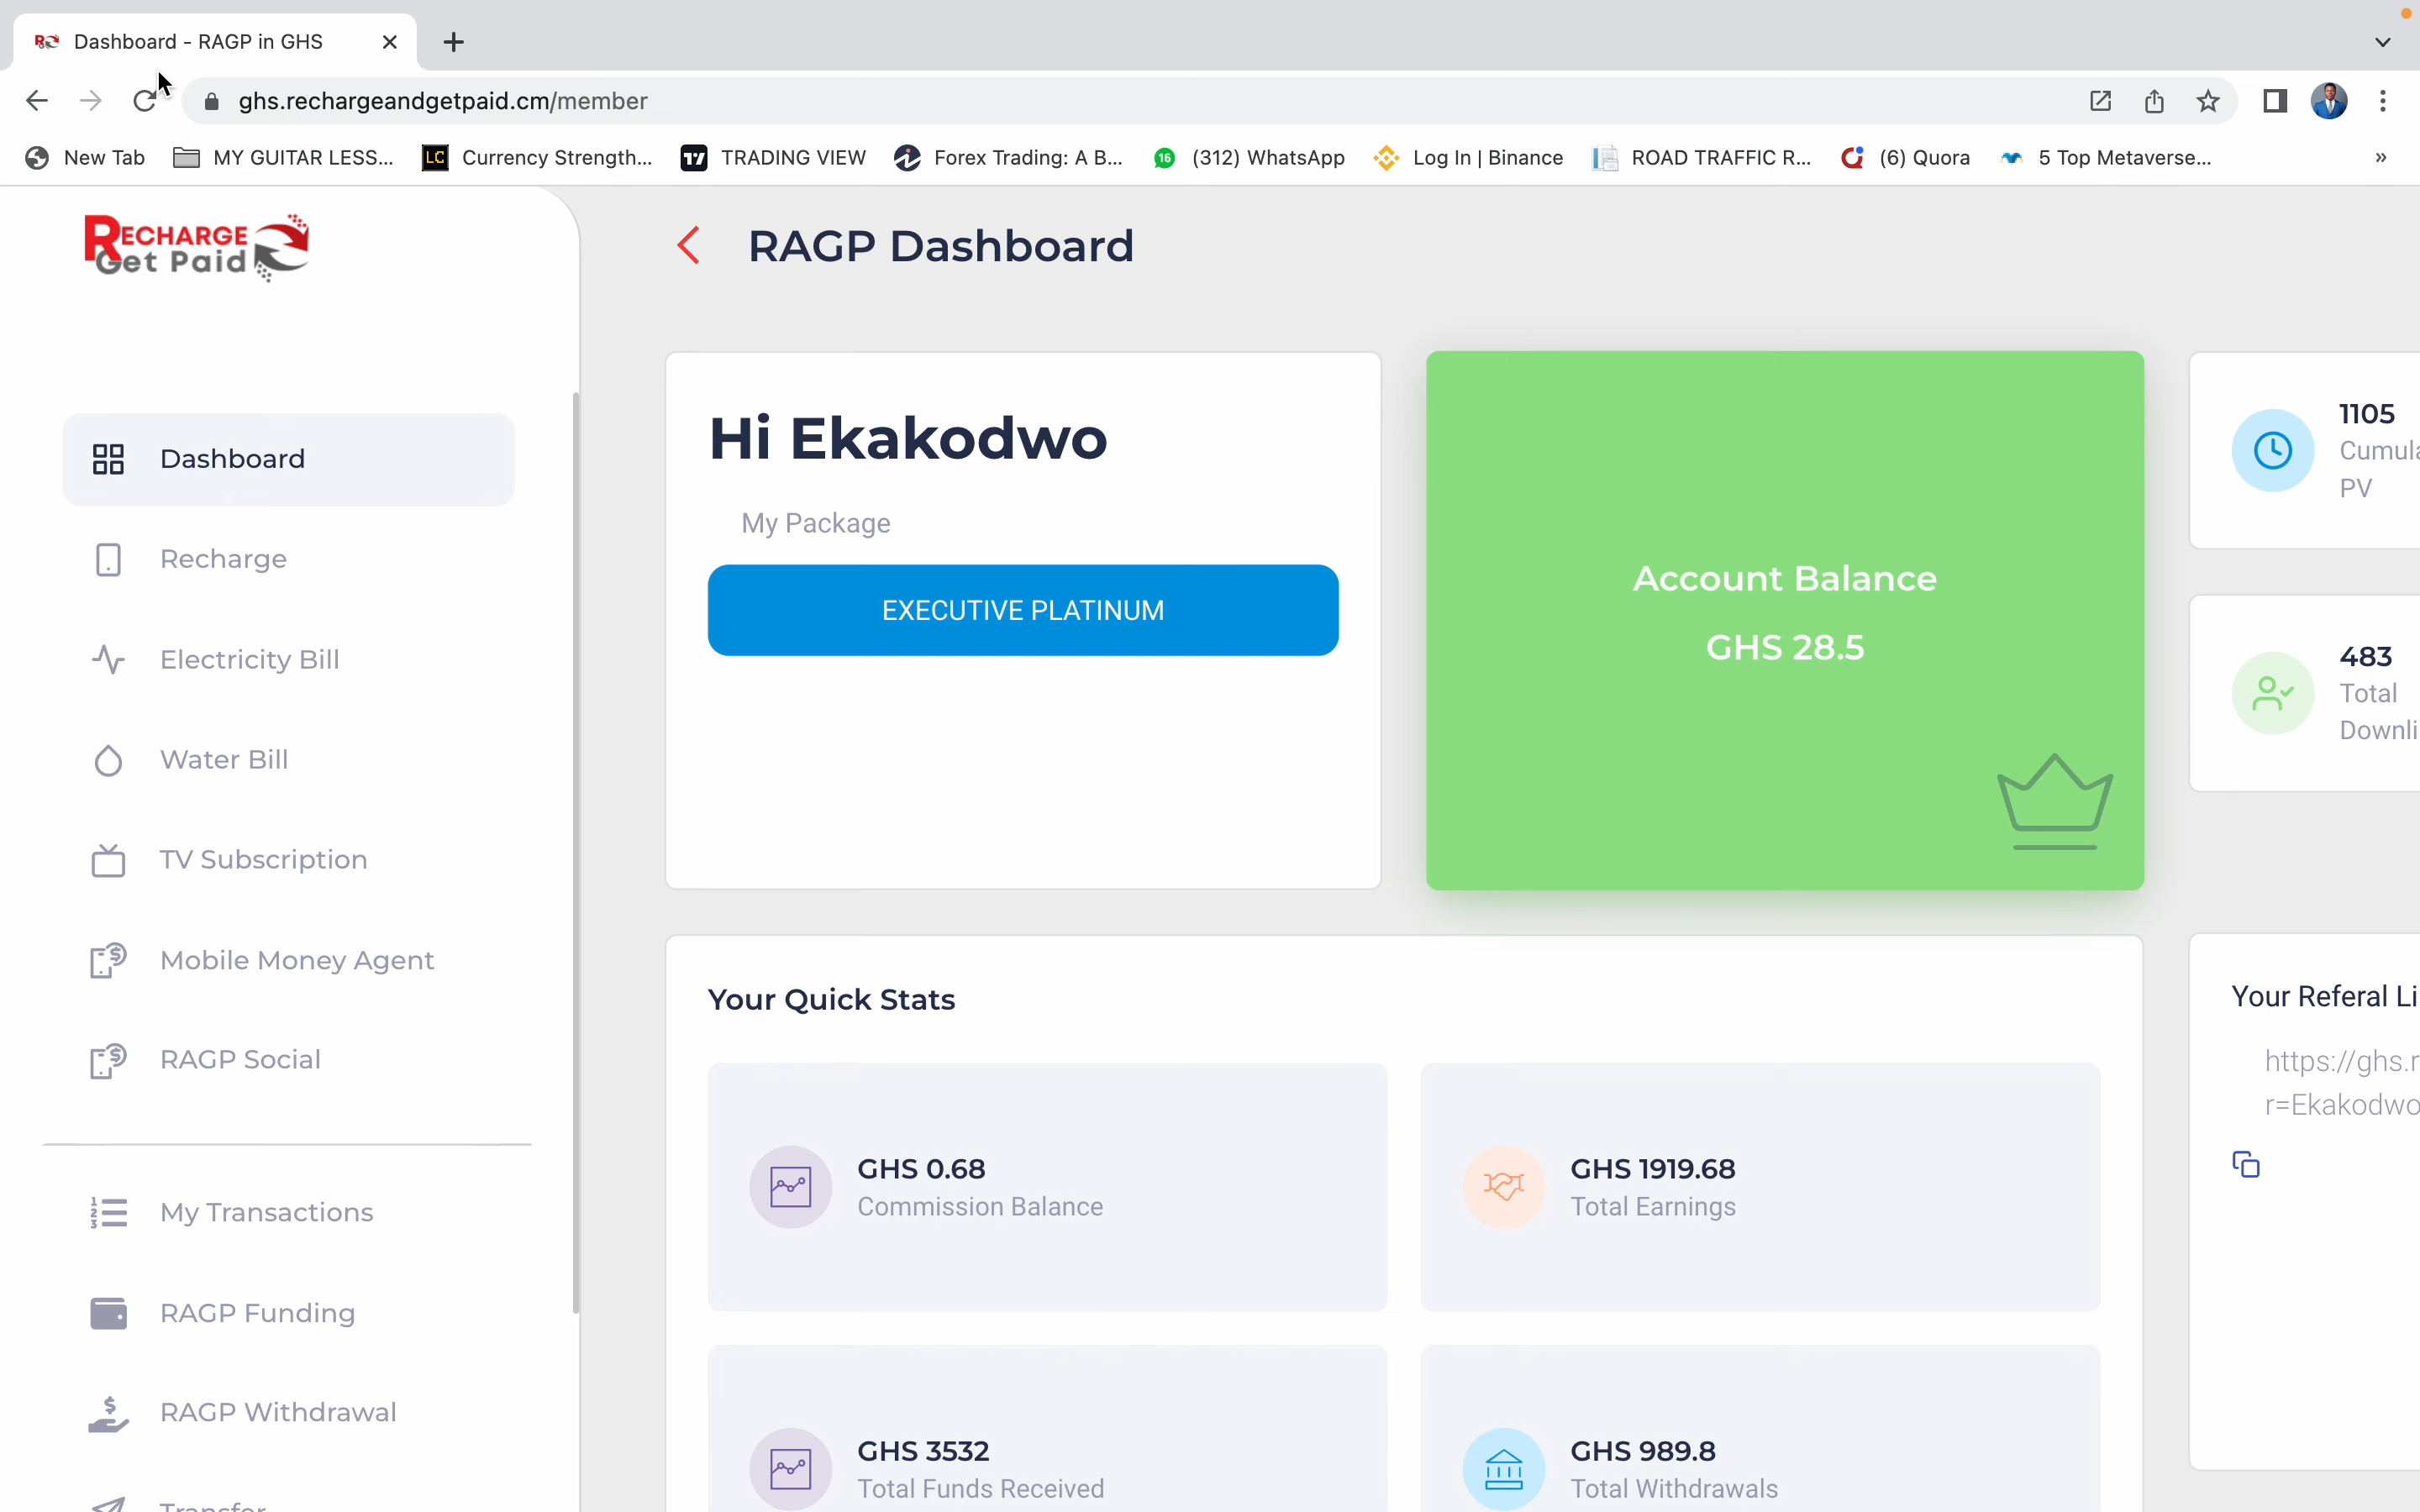 Dashboard - RAGP in GHS
ghs.rechargeandgetpaid.cm/member
New Tab
MY GUITAR LESS...
LC
Currency Strength...
TRADING VIEW
Forex Trading: A B...
16
(312) WhatsApp
Log In | Binance
ROAD TRAFFIC R...
(6) Quora
5 Top Metaverse...
»
RECHARGE
Get Paid
Dashboard
Recharge
Electricity Bill
Water Bill
TV Subscription
Mobile Money Agent
RAGP Social
My Transactions
RAGP Funding
RAGP Withdrawal
Transfer
RAGP Dashboard
Hi Ekakodwo
My Package
EXECUTIVE PLATINUM
Account Balance
GHS 28.5
1105
Cumula
PV
483
Total
Downli
Your Quick Stats
GHS 0.68
Commission Balance
GHS 1919.68
Total Earnings
GHS 3532
Total Funds Received
GHS 989.8
Total Withdrawals
Your Referal Li
https://ghs.r
r=Ekakodwo